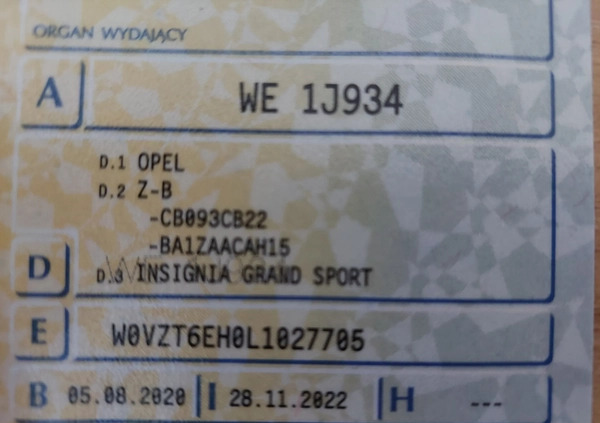 ORGAN WYDAJĄCY
A WE 1J934
D.1 OPEL
D.2 Z-B
-CB093CB22
-BA1ZAACAH15
D D.3 INSIGNIA GRAND SPORT
E W0VZT6EH0L1027705
B 05.08.2020 I 28.11.2022 H ---